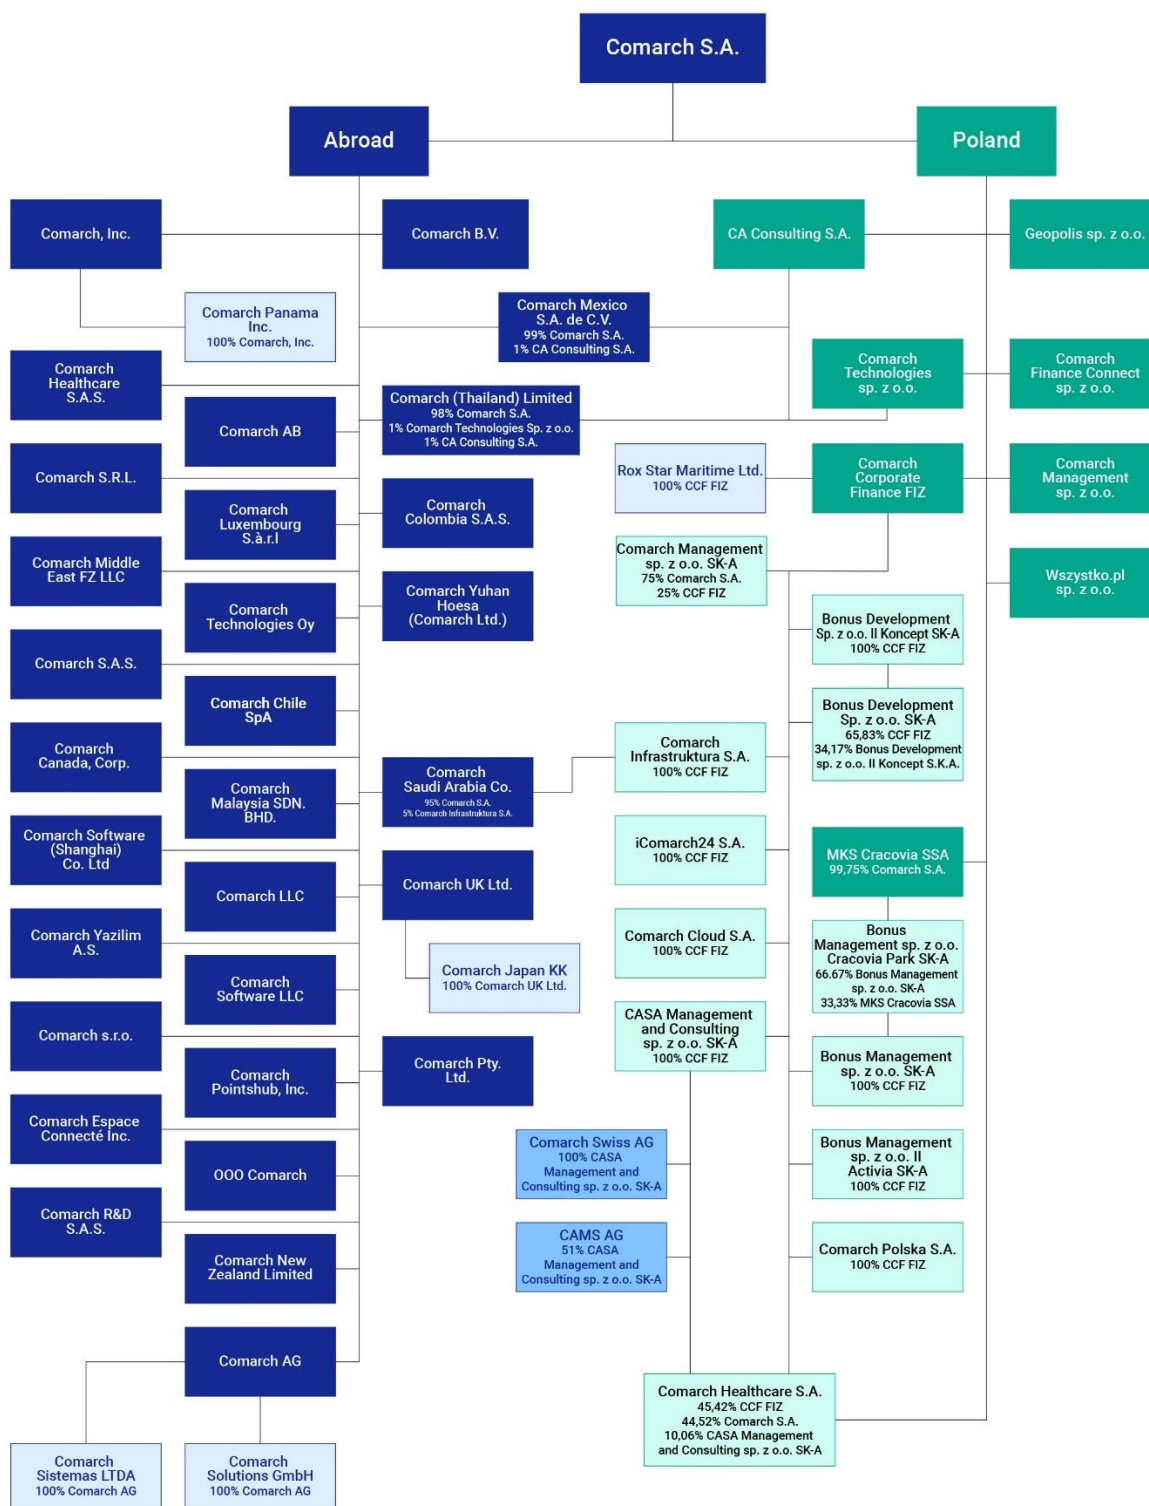 Comarch S.A.
Abroad
Poland
Comarch, Inc.
Comarch B.V.
CA Consulting S.A.
Geopolis sp. z o.o.
Comarch Panama
Inc.
100% Comarch, Inc.
Comarch Mexico
S.A. de C.V.
99% Comarch S.A.
1% CA Consulting S.A.
Comarch
Healthcare
S.A.S.
Comarch
Technologies
sp. z o.o.
Comarch
Finance Connect
sp. z o.o.
Comarch AB
Comarch (Thailand) Limited
98% Comarch S.A.
1% Comarch Technologies Sp. z o.o.
1% CA Consulting S.A.
Comarch S.R.L.
Rox Star Maritime Ltd.
100% CCF FIZ
Comarch
Corporate
Finance FIZ
Comarch
Management
sp. z o.o.
Comarch
Luxembourg
S.à.r.l
Comarch
Colombia S.A.S.
Comarch Middle
East FZ LLC
Comarch Management
sp. z o.o. SK-A
75% Comarch S.A.
25% CCF FIZ
Wszystko.pl
sp. z o.o.
Comarch
Technologies Oy
Comarch Yuhan
Hoesa
(Comarch Ltd.)
Bonus Development
Sp. z o.o. II Koncept SK-A
100% CCF FIZ
Comarch S.A.S.
Comarch Chile
SpA
Bonus Development
Sp. z o.o. SK-A
65,83% CCF FIZ
34,17% Bonus Development
sp. z o.o. II Koncept S.K.A.
Comarch
Canada, Corp.
Comarch
Infrastruktura S.A.
100% CCF FIZ
Comarch
Malaysia SDN.
BHD.
Comarch
Saudi Arabia Co.
95% Comarch S.A.
5% Comarch Infrastruktura S.A.
Comarch Software
(Shanghai)
Co. Ltd
iComarch24 S.A.
100% CCF FIZ
MKS Cracovia SSA
99,75% Comarch S.A.
Comarch LLC
Comarch UK Ltd.
Comarch Yazilim
A.S.
Comarch Cloud S.A.
100% CCF FIZ
Bonus
Management sp. z o.o.
Cracovia Park SK-A
66.67% Bonus Management
sp. z o.o. SK-A
33,33% MKS Cracovia SSA
Comarch
Software LLC
Comarch Japan KK
100% Comarch UK Ltd.
Comarch s.r.o.
CASA Management
and Consulting
sp. z o.o. SK-A
100% CCF FIZ
Comarch
Pointshub, Inc.
Comarch Pty.
Ltd.
Bonus Management
sp. z o.o. SK-A
100% CCF FIZ
Comarch Espace
Connecté Inc.
Comarch Swiss AG
100% CASA
Management and
Consulting sp. z o.o. SK-A
OOO Comarch
Bonus Management
sp. z o.o. II
Activia SK-A
100% CCF FIZ
Comarch R&D
S.A.S.
CAMS AG
51% CASA
Management and
Consulting sp. z o.o. SK-A
Comarch New
Zealand Limited
Comarch Polska S.A.
100% CCF FIZ
Comarch AG
Comarch Healthcare S.A.
45,42% CCF FIZ
44,52% Comarch S.A.
10,06% CASA Management
and Consulting sp. z o.o. SK-A
Comarch
Sistemas LTDA
100% Comarch AG
Comarch
Solutions GmbH
100% Comarch AG